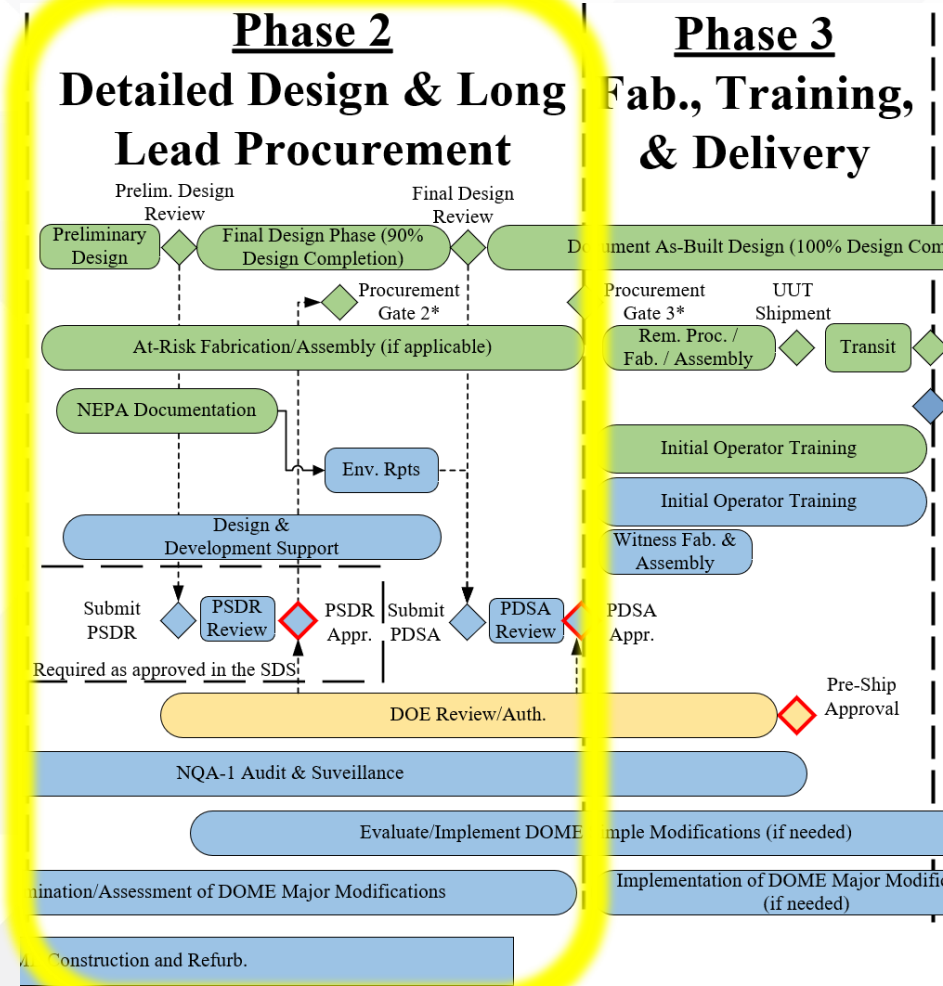 Phase 2
Detailed Design & Long
Lead Procurement
Phase 3
Fab., Training,
& Delivery
Prelim. Design
Review
Final Design
Review
Preliminary
Design
Final Design Phase (90%
Design Completion)
Document As-Built Design (100% Design Com
Procurement
Gate 2*
Procurement
Gate 3*
UUT
Shipment
At-Risk Fabrication/Assembly (if applicable)
Rem. Proc. /
Fab. / Assembly
Transit
NEPA Documentation
Env. Rpts
Initial Operator Training
Initial Operator Training
Design &
Development Support
Witness Fab. &
Assembly
Submit
PSDR
PSDR
Review
PSDR
Appr.
Submit
PDSA
PDSA
Review
PDSA
Appr.
Required as approved in the SDS
DOE Review/Auth.
Pre-Ship
Approval
NQA-1 Audit & Suveillance
Evaluate/Implement DOME Simple Modifications (if needed)
mination/Assessment of DOME Major Modifications
Implementation of DOME Major Modific
(if needed)
Construction and Refurb.